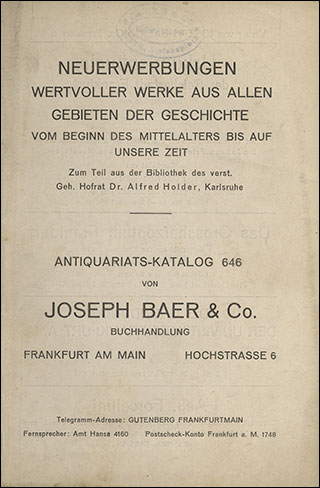 NEUERWERBUNGEN
WERTVOLLER WERKE AUS ALLEN
GEBIETEN DER GESCHICHTE
VOM BEGINN DES MITTELALTERS BIS AUF
UNSERE ZEIT
Zum Teil aus der Bibliothek des verst.
Geh. Hofrat Dr. Alfred Holder, Karlsruhe
ANTIQUARIATS-KATALOG 646
VON
JOSEPH BAER & Co.
BUCHHANDLUNG
FRANKFURT AM MAIN HOCHSTRASSE 6
Telegramm-Adresse: GUTENBERG FRANKFURTMAIN
Fernsprecher: Amt Hansa 4160 Postscheck-Konto Frankfurt a. M. 1748